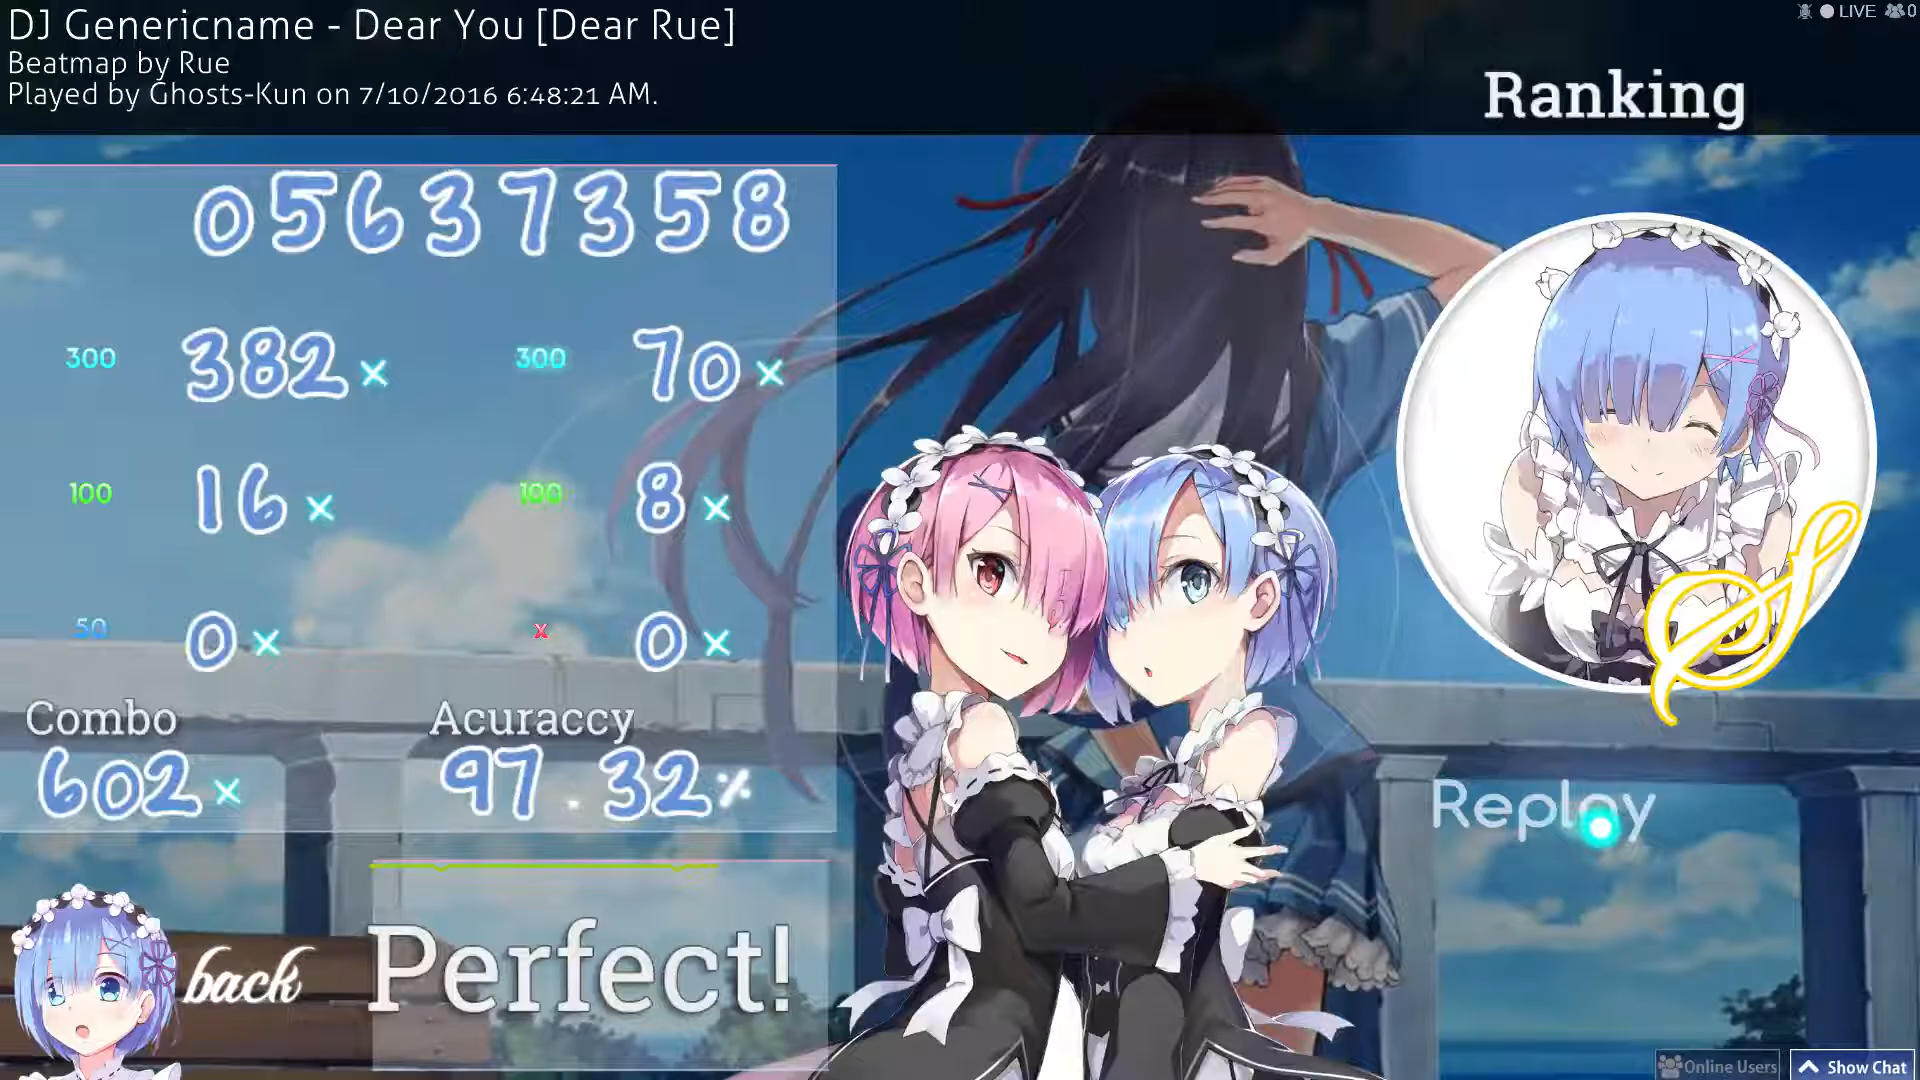 DJ Genericname - Dear You [Dear Rue]
Beatmap by Rue
Played by Ghosts-Kun on 7/10/2016 6:48:21 AM.
LIVE 0
Ranking
05637358
300 382x 300 70x
100 16x 100 8x
50 0x X 0x
Combo Acuraccy
602x 97.32%
Replay
S
back
Perfect!
Online Users
Show Chat